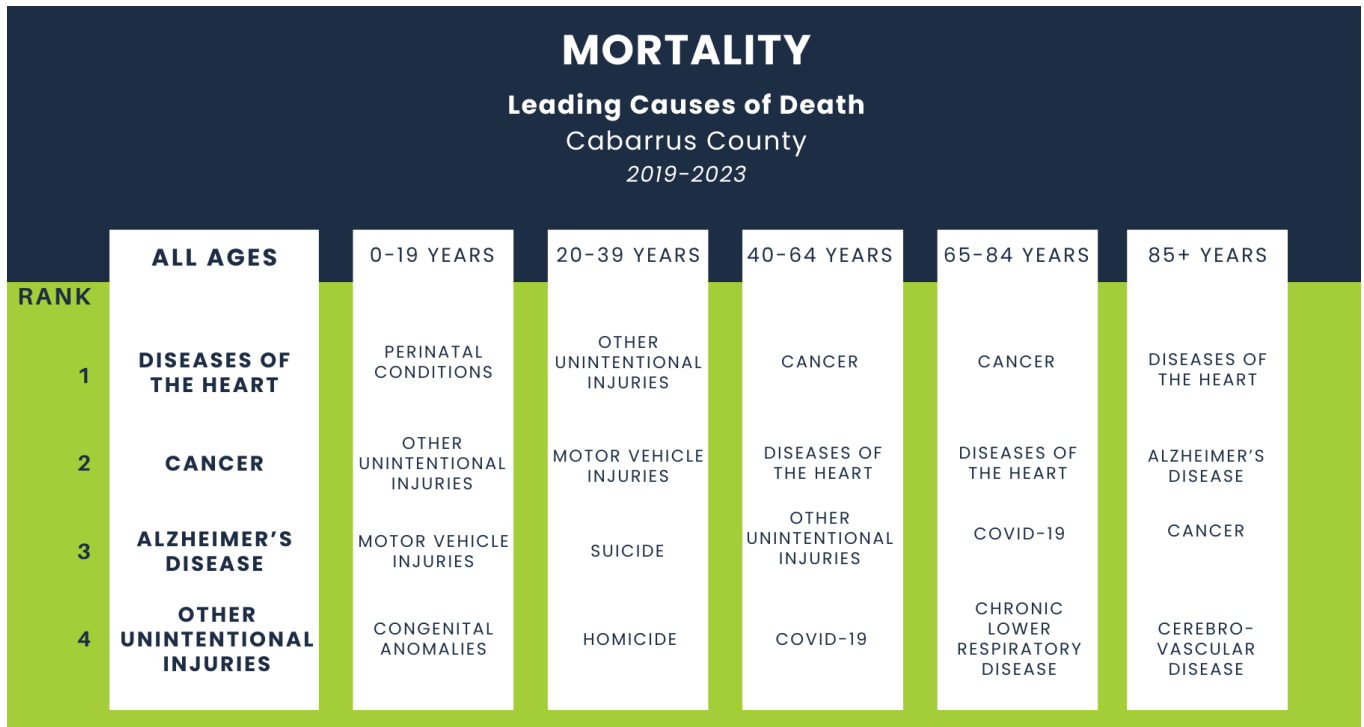 MORTALITY
Leading Causes of Death
Cabarrus County
2019-2023
RANK
1
2
3
4
ALL AGES
DISEASES OF
THE HEART
CANCER
ALZHEIMER'S
DISEASE
OTHER
UNINTENTIONAL
INJURIES
0-19 YEARS
PERINATAL
CONDITIONS
OTHER
UNINTENTIONAL
INJURIES
MOTOR VEHICLE
INJURIES
CONGENITAL
ANOMALIES
20-39 YEARS
OTHER
UNINTENTIONAL
INJURIES
MOTOR VEHICLE
INJURIES
SUICIDE
HOMICIDE
40-64 YEARS
CANCER
DISEASES OF
THE HEART
OTHER
UNINTENTIONAL
INJURIES
COVID-19
65-84 YEARS
CANCER
DISEASES OF
THE HEART
COVID-19
CHRONIC
LOWER
RESPIRATORY
DISEASE
85+ YEARS
DISEASES OF
THE HEART
ALZHEIMER'S
DISEASE
CANCER
CEREBRO-
VASCULAR
DISEASE